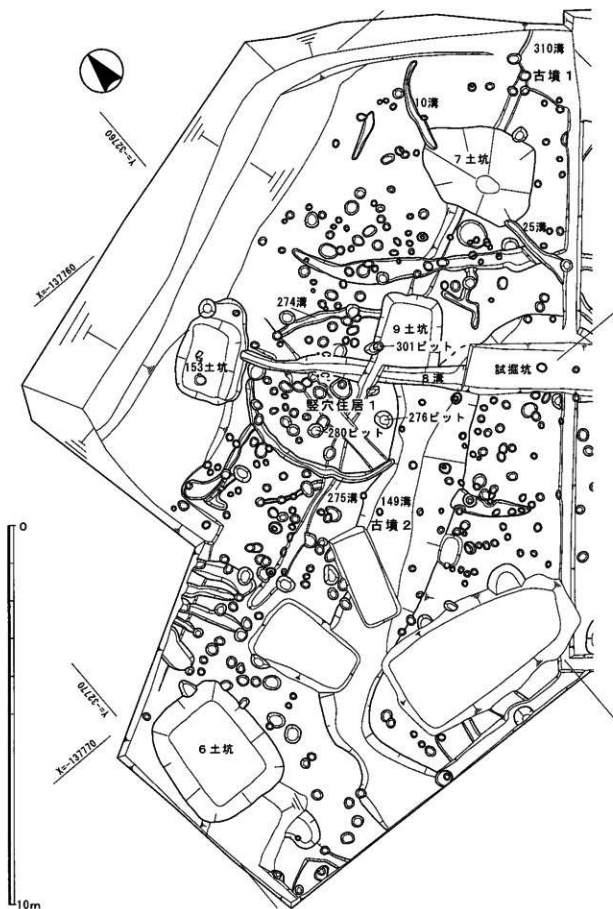 310溝
古墳1
10溝
Y=-32760
7土坑
25溝
X=-137760
274溝
9土坑
301ピット
153土坑
試掘坑
8溝
竪穴住居1
276ピット
280ピット
275溝
149溝
0
古墳2
Y=-32770
X=-137770
6土坑
10m